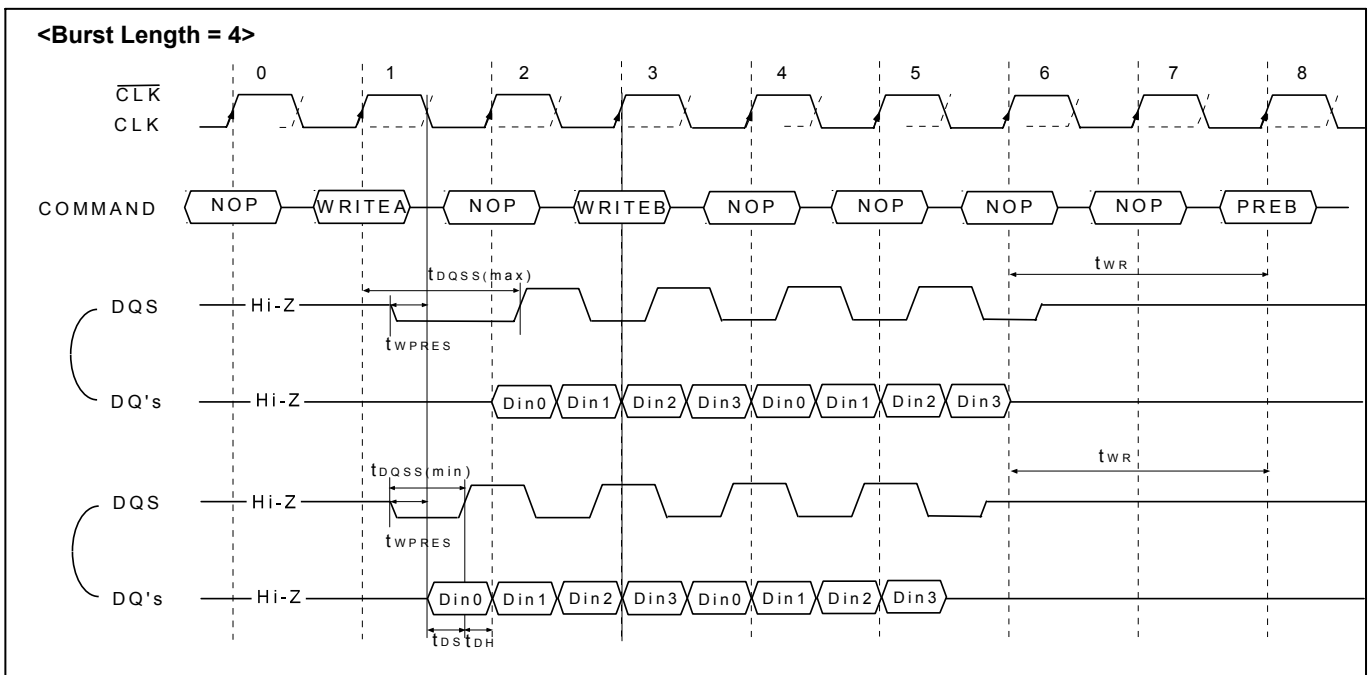 <Burst Length = 4>
0 1 2 3 4 5 6 7 8
CLK
CLK
COMMAND NOP WRITEA NOP WRITEB NOP NOP NOP NOP PREB
tDQSS(max) tWR
DQS Hi-Z
tWPRES
DQ's Hi-Z Din0 Din1 Din2 Din3 Din0 Din1 Din2 Din3
tDQSS(min) tWR
DQS Hi-Z
tWPRES
DQ's Hi-Z Din0 Din1 Din2 Din3 Din0 Din1 Din2 Din3
tDS tDH